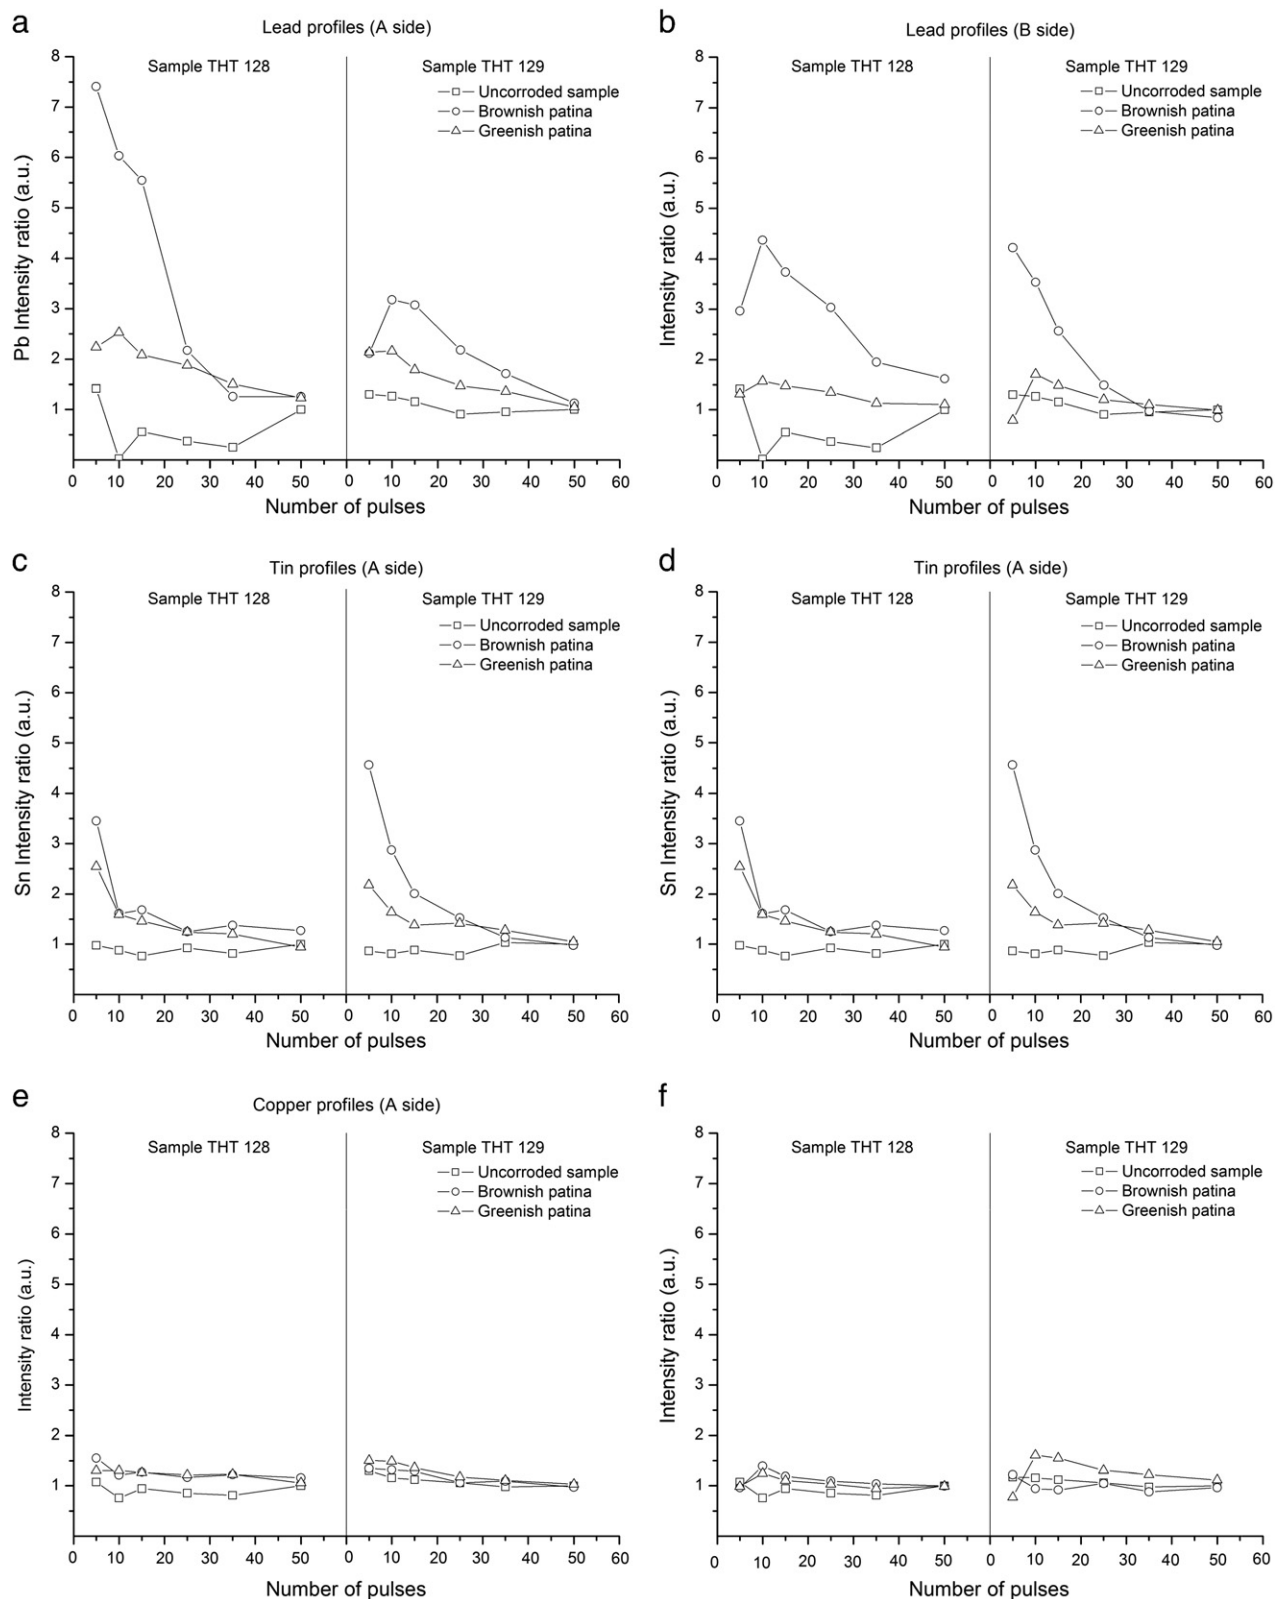 a
Lead profiles (A side)
Sample THT 128
Sample THT 129
Uncorroded sample
Brownish patina
Greenish patina
Pb Intensity ratio (a.u.)
8
7
6
5
4
3
2
1
0 10 20 30 40 50 0 10 20 30 40 50 60
Number of pulses
b
Lead profiles (B side)
Sample THT 128
Sample THT 129
Uncorroded sample
Brownish patina
Greenish patina
Intensity ratio (a.u.)
8
7
6
5
4
3
2
1
0 10 20 30 40 50 0 10 20 30 40 50 60
Number of pulses
c
Tin profiles (A side)
Sample THT 128
Sample THT 129
Uncorroded sample
Brownish patina
Greenish patina
Sn Intensity ratio (a.u.)
8
7
6
5
4
3
2
1
0 10 20 30 40 50 0 10 20 30 40 50 60
Number of pulses
d
Tin profiles (A side)
Sample THT 128
Sample THT 129
Uncorroded sample
Brownish patina
Greenish patina
Sn Intensity ratio (a.u.)
8
7
6
5
4
3
2
1
0 10 20 30 40 50 0 10 20 30 40 50 60
Number of pulses
e
Copper profiles (A side)
Sample THT 128
Sample THT 129
Uncorroded sample
Brownish patina
Greenish patina
Intensity ratio (a.u.)
8
7
6
5
4
3
2
1
0 10 20 30 40 50 0 10 20 30 40 50 60
Number of pulses
f
Sample THT 128
Sample THT 129
Uncorroded sample
Brownish patina
Greenish patina
Intensity ratio (a.u.)
8
7
6
5
4
3
2
1
0 10 20 30 40 50 0 10 20 30 40 50 60
Number of pulses